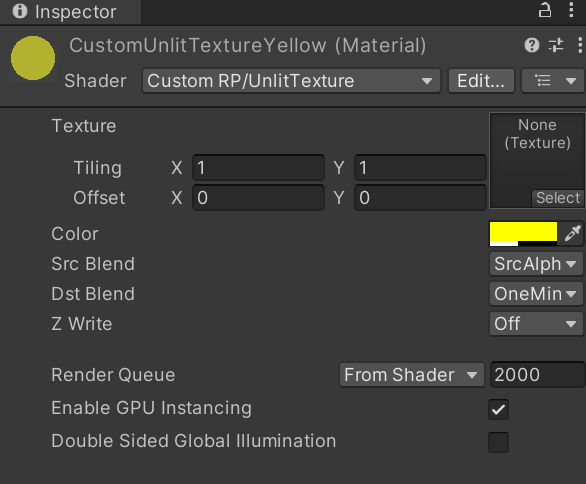 Inspector
CustomUnlitTextureYellow (Material)
Shader Custom RP/UnlitTexture Edit...
Texture
None
(Texture)
Tiling X 1 Y 1
Offset X 0 Y 0
Select
Color
Src Blend SrcAlph
Dst Blend OneMin
Z Write Off
Render Queue From Shader 2000
Enable GPU Instancing
Double Sided Global Illumination